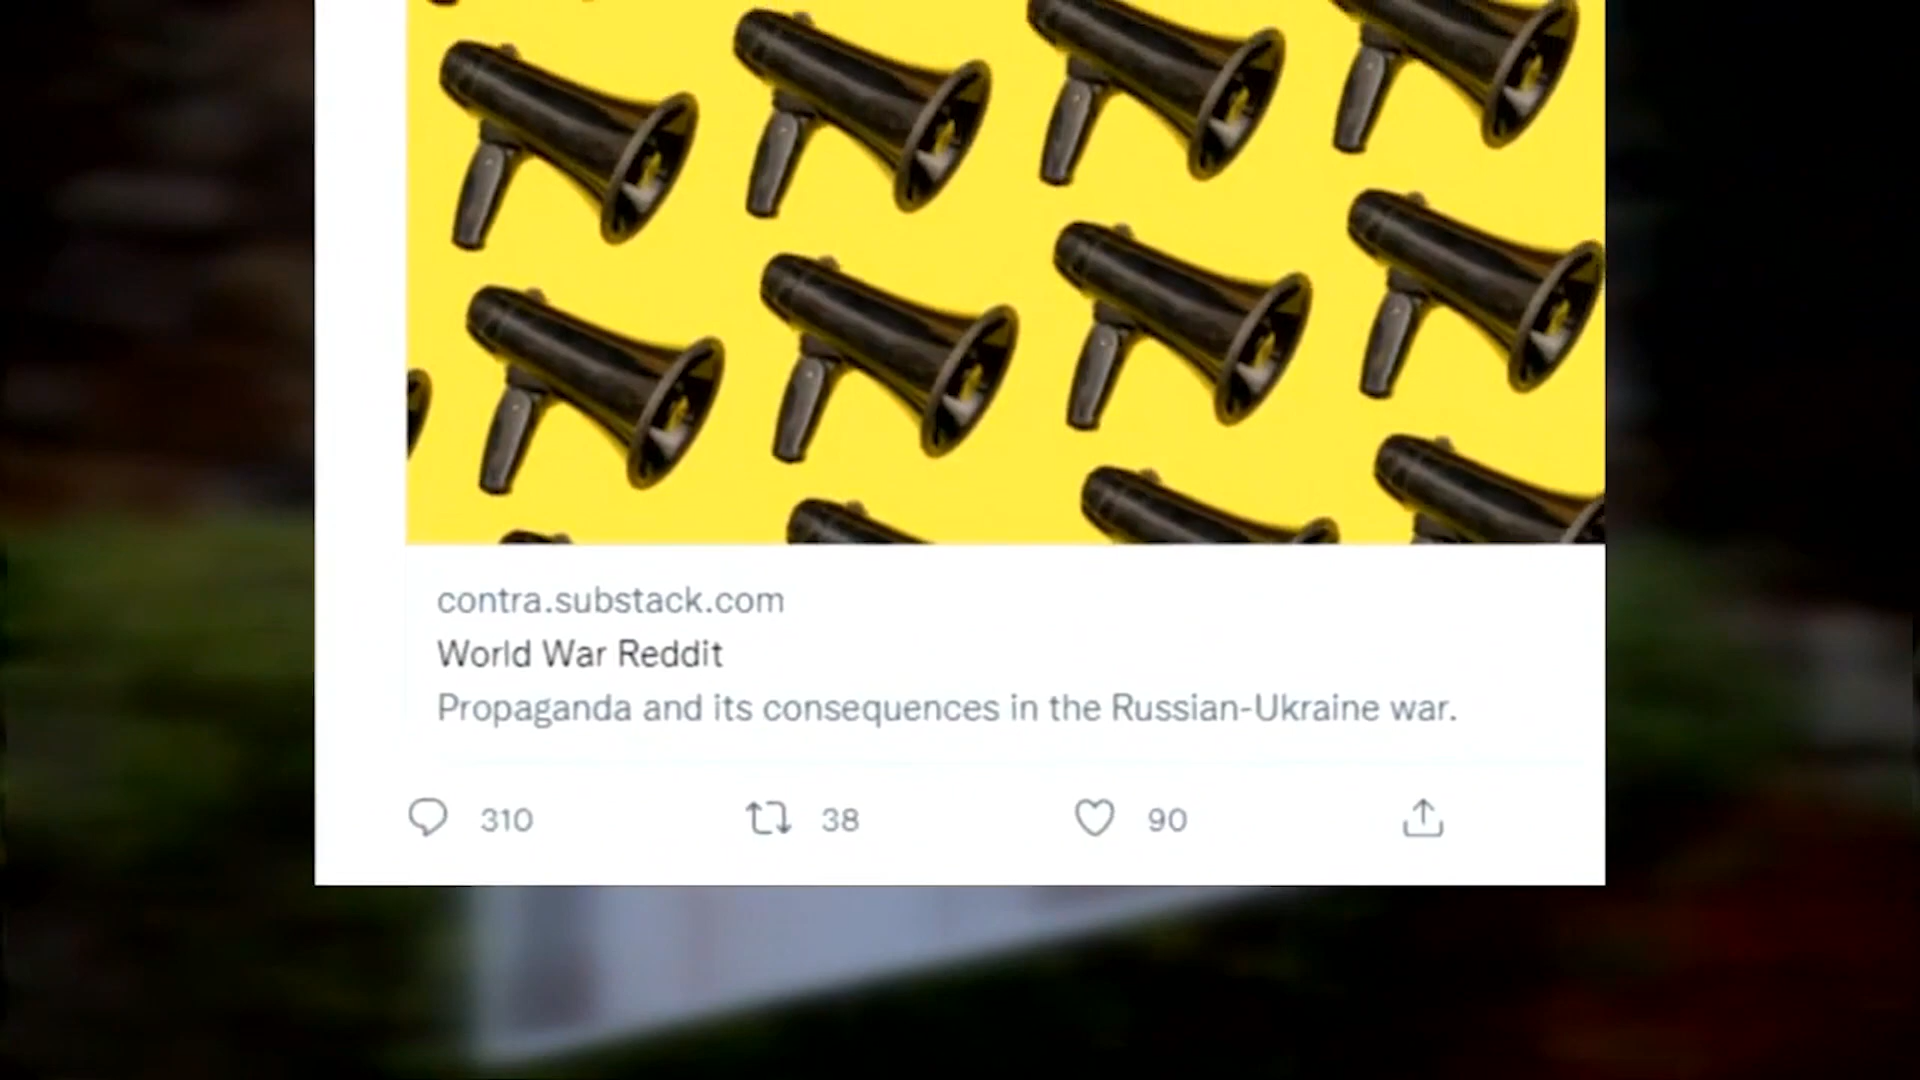 contra.substack.com
World War Reddit
Propaganda and its consequences in the Russian-Ukraine war.
310 38 90